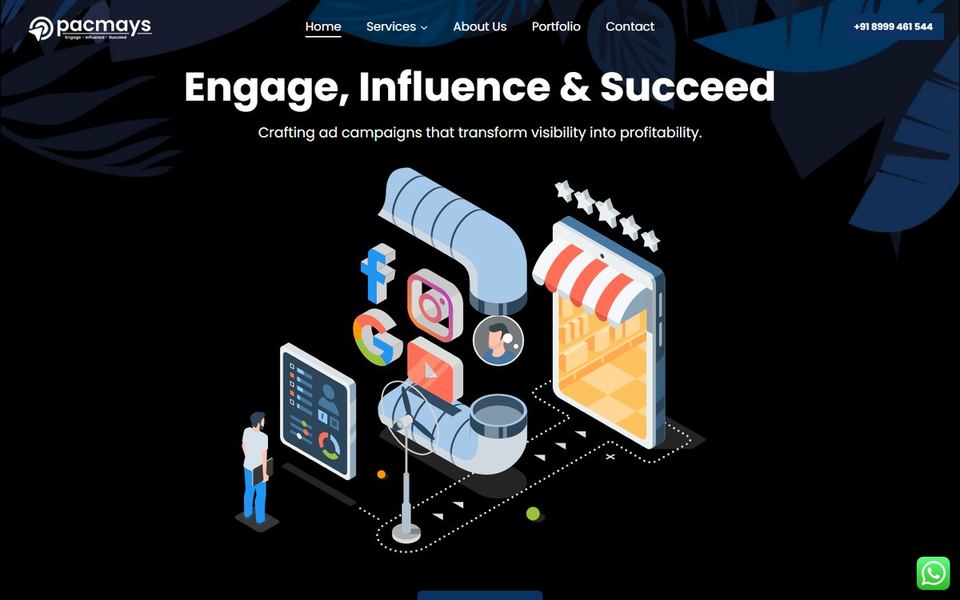 pacmays
Engage - Influence - Succeed
Home
Services
About Us
Portfolio
Contact
+91 8999 461 544
Engage, Influence & Succeed
Crafting ad campaigns that transform visibility into profitability.